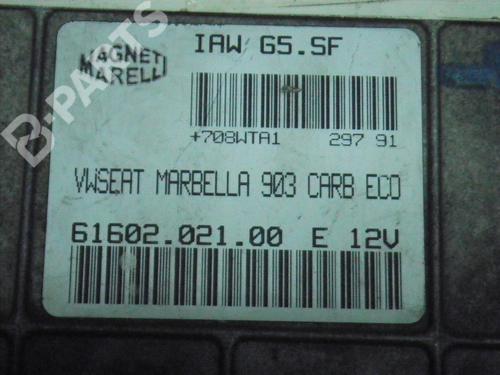 MAGNETI
MARELLI
IAW G5.SF
+708WTA1 297 91
VWSEAT MARBELLA 903 CARB ECO
61602.021.00 E 12V
B-PARTS